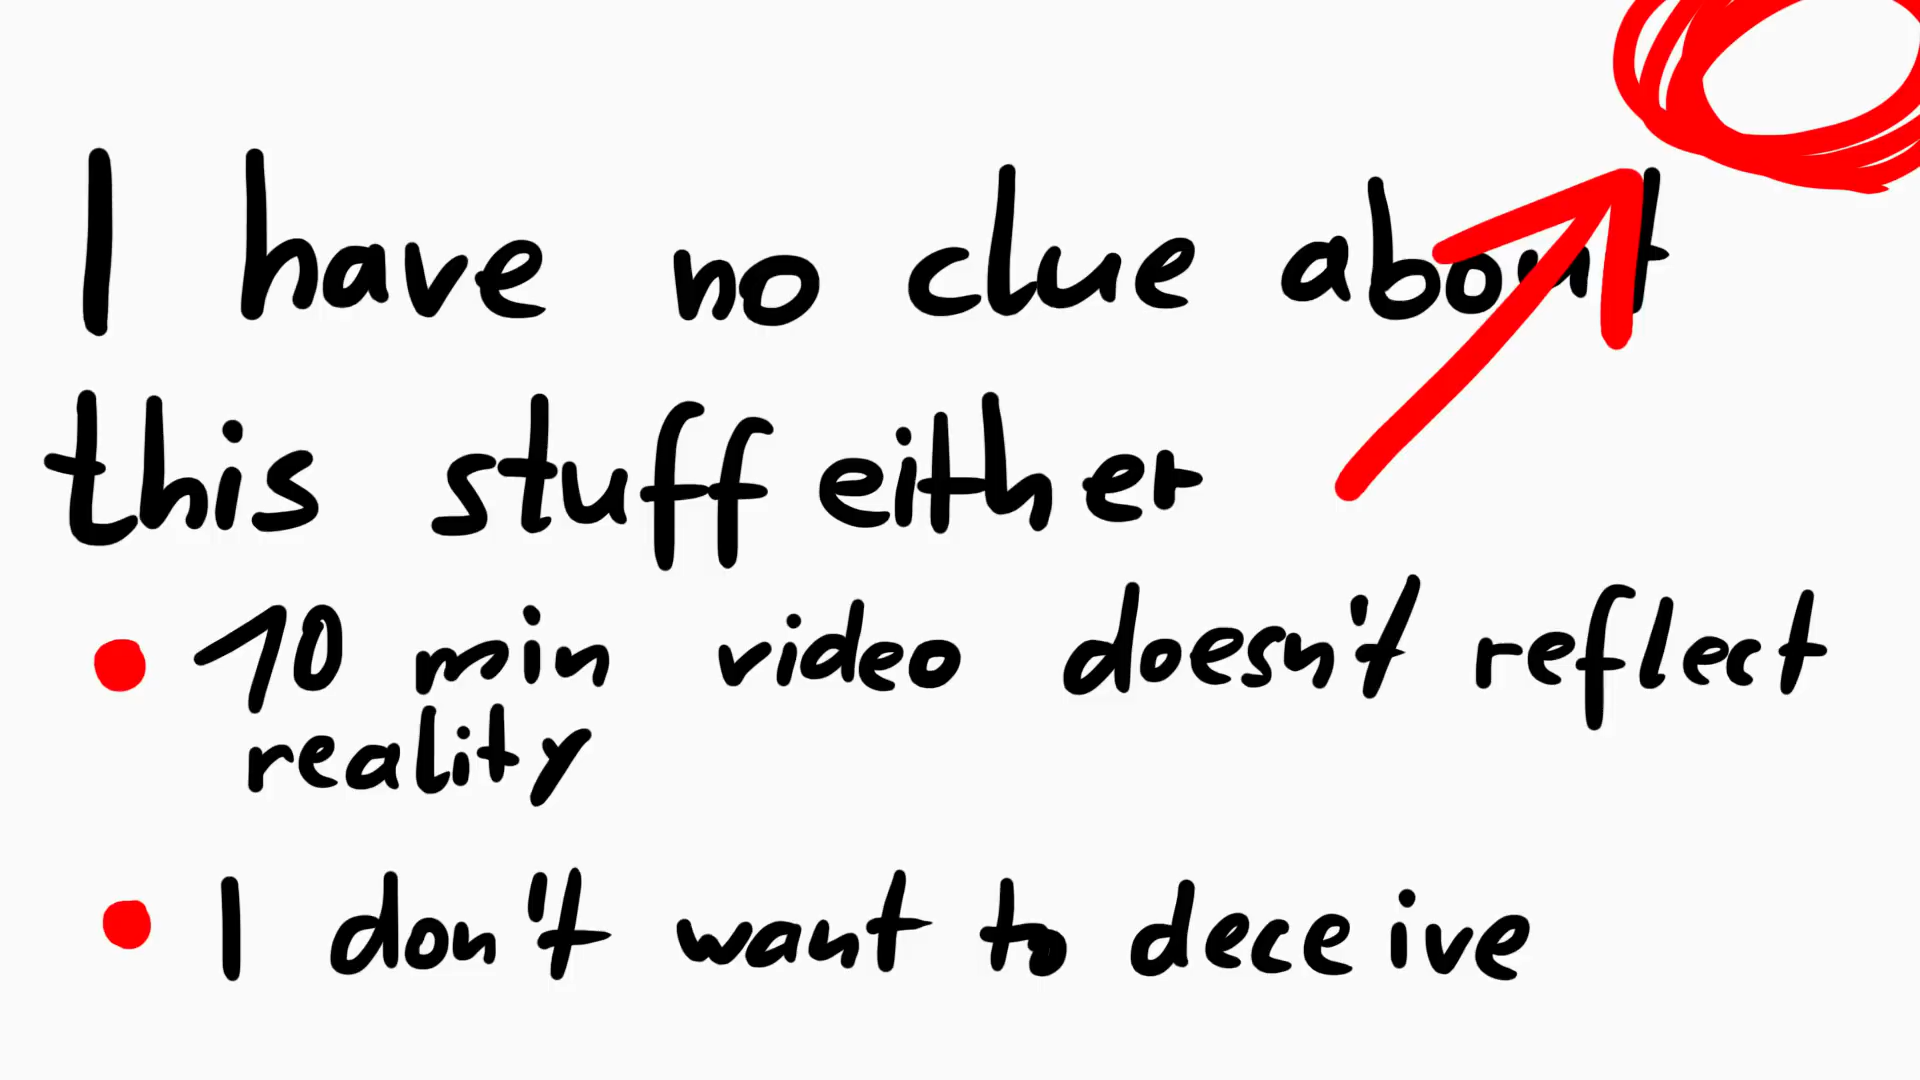 I have no clue about
this stuff either
10 min video doesn't reflect
reality
I don't want to deceive